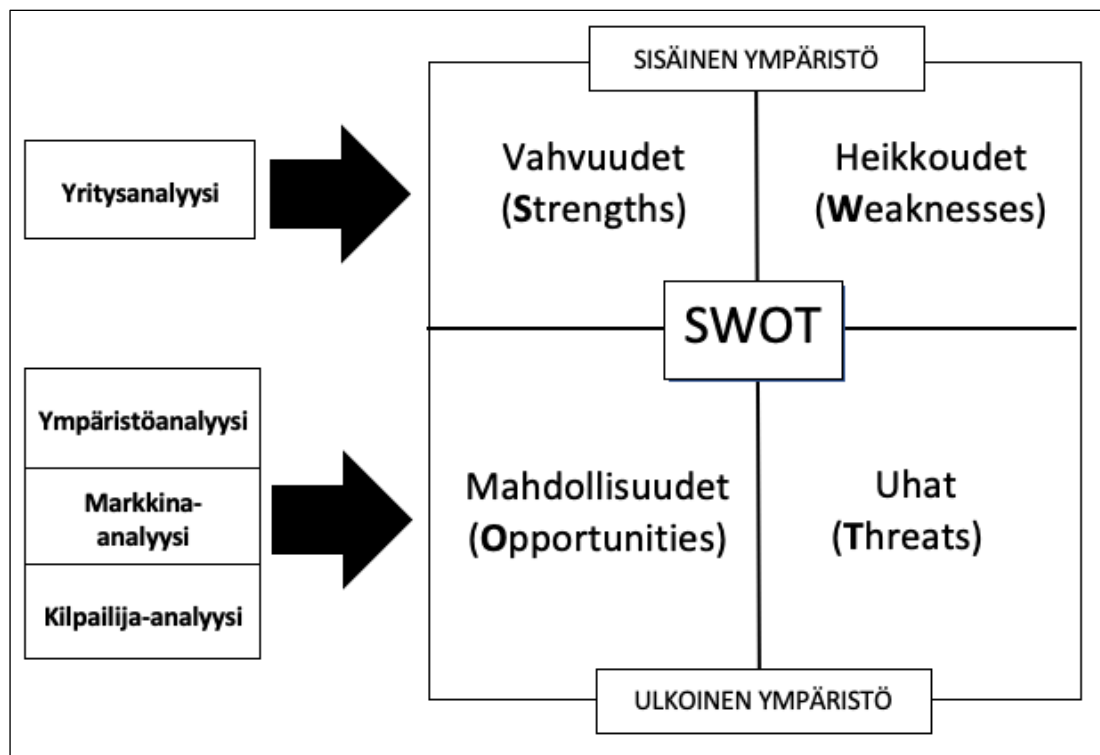 SISÄINEN YMPÄRISTÖ
Yritysanalyysi
Vahvuudet
(Strengths)
Heikkoudet
(Weaknesses)
SWOT
Ympäristöanalyysi
Markkina-
analyysi
Kilpailija-analyysi
Mahdollisuudet
(Opportunities)
Uhat
(Threats)
ULKOINEN YMPÄRISTÖ